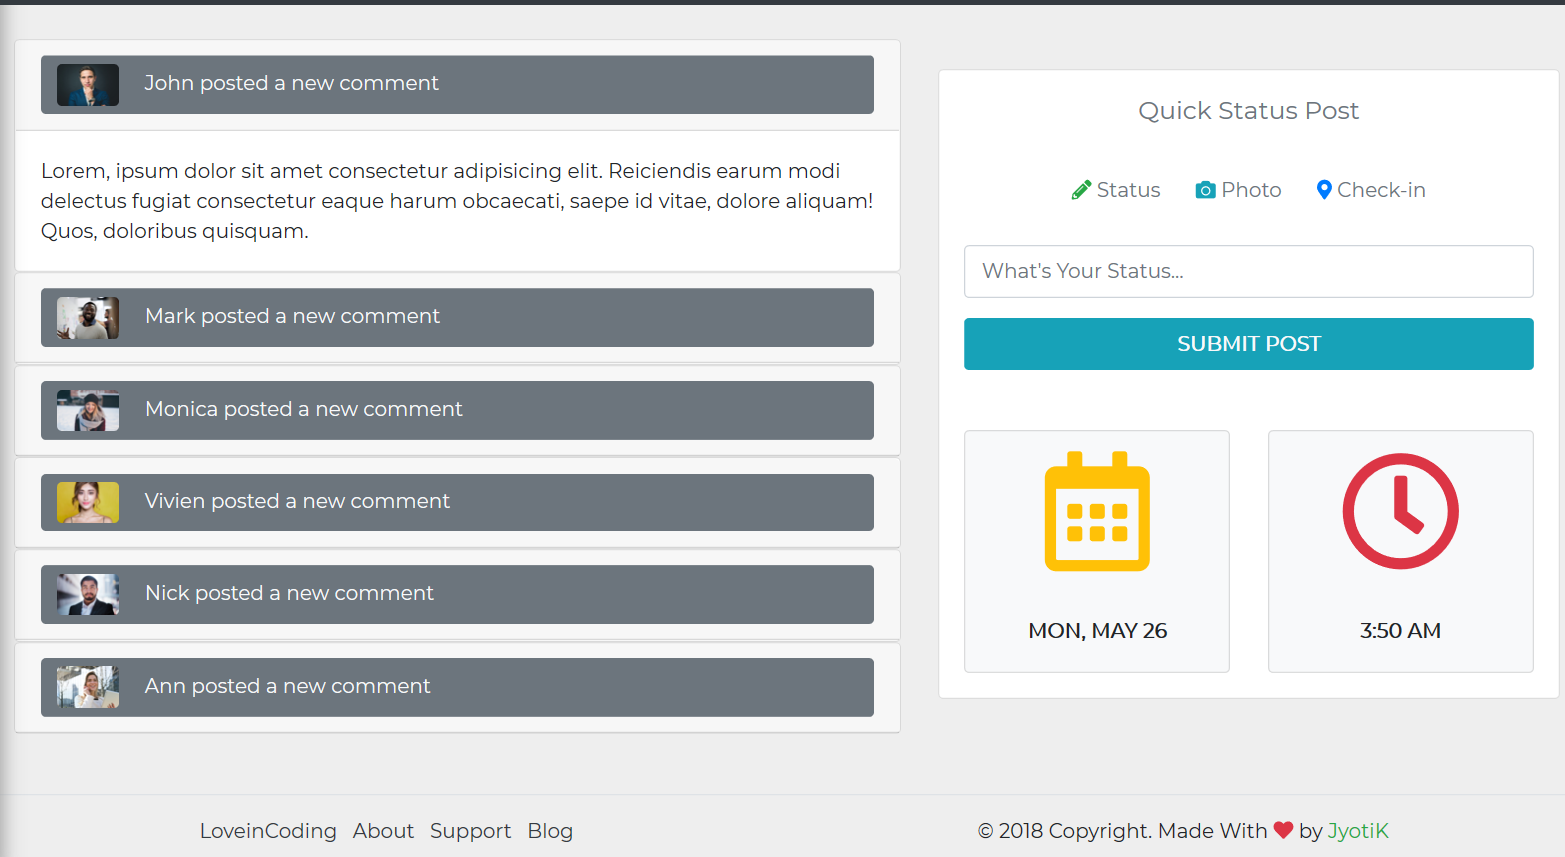 John posted a new comment
Lorem, ipsum dolor sit amet consectetur adipisicing elit. Reiciendis earum modi
delectus fugiat consectetur eaque harum obcaecati, saepe id vitae, dolore aliquam!
Quos, doloribus quisquam.
Mark posted a new comment
Monica posted a new comment
Vivien posted a new comment
Nick posted a new comment
Ann posted a new comment
Quick Status Post
Status Photo Check-in
What's Your Status...
SUBMIT POST
MON, MAY 26
3:50 AM
LoveinCoding About Support Blog
© 2018 Copyright. Made With ❤ by JyotiK